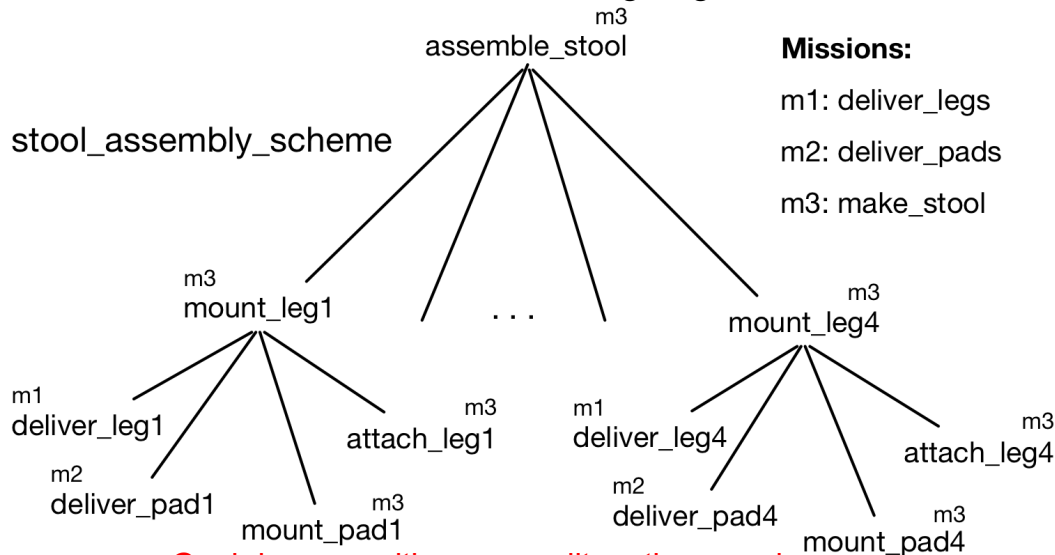 m3
assemble_stool
Missions:
m1: deliver_legs
stool_assembly_scheme
m2: deliver_pads
m3: make_stool
m3
mount_leg1
. . .
m3
mount_leg4
m1
deliver_leg1
m3
attach_leg1
m2
deliver_pad1
m3
mount_pad1
m1
deliver_leg4
m3
attach_leg4
m2
deliver_pad4
m3
mount_pad4